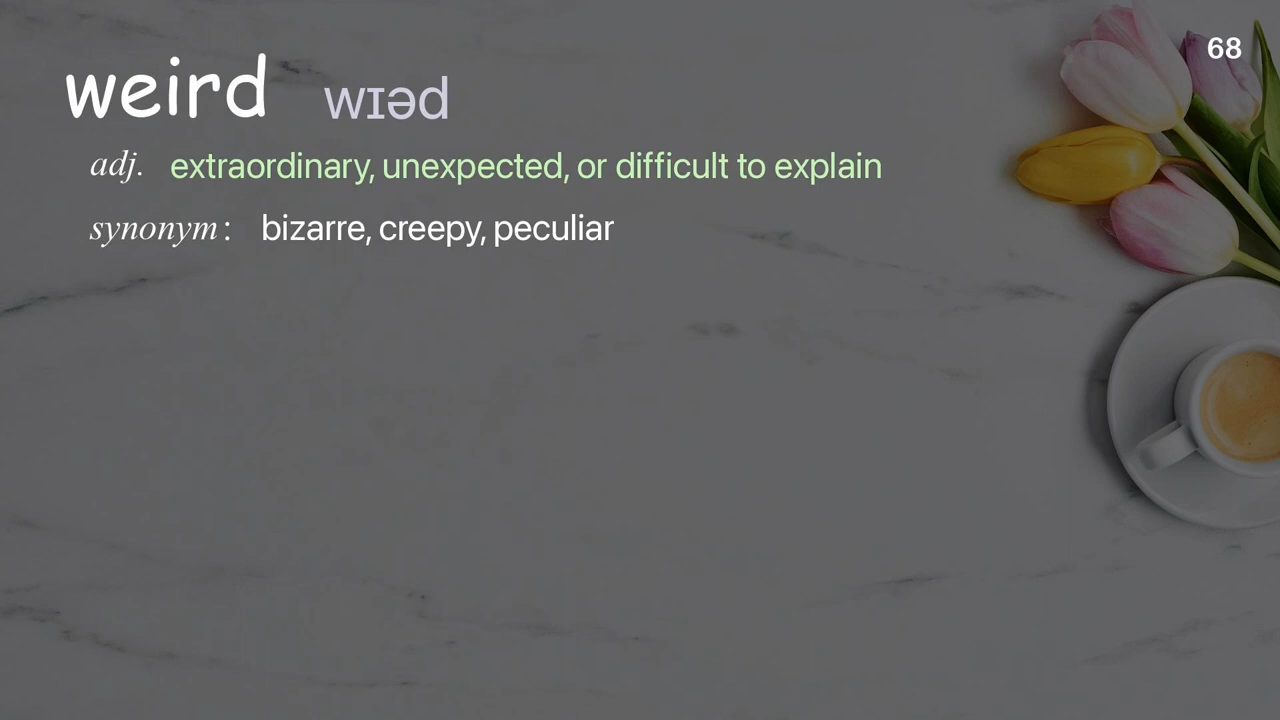 68
weird wɪəd
adj. extraordinary, unexpected, or difficult to explain
synonym: bizarre, creepy, peculiar